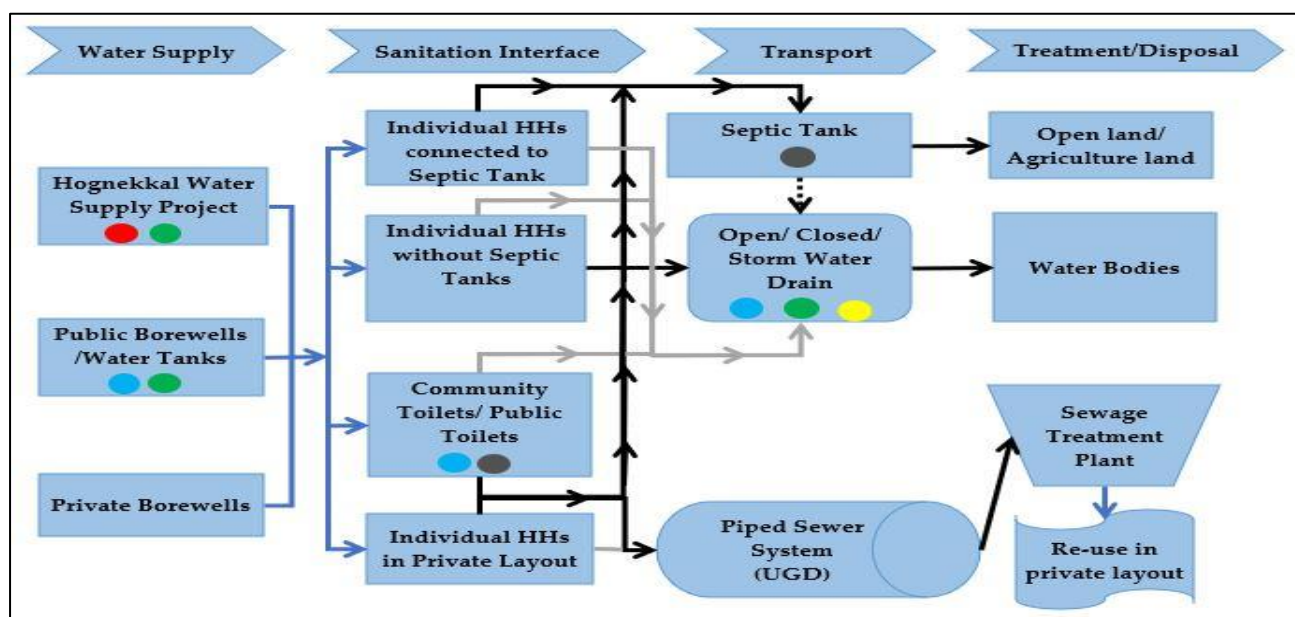 Water Supply
Sanitation Interface
Transport
Treatment/Disposal
Individual HHs
connected to
Septic Tank
Septic Tank
Open land/
Agriculture land
Hognekkal Water
Supply Project
Individual HHs
without Septic
Tanks
Open/ Closed/
Storm Water
Drain
Water Bodies
Public Borewells
/Water Tanks
Community
Toilets/ Public
Toilets
Sewage
Treatment
Plant
Private Borewells
Individual HHs
in Private Layout
Piped Sewer
System
(UGD)
Re-use in
private layout